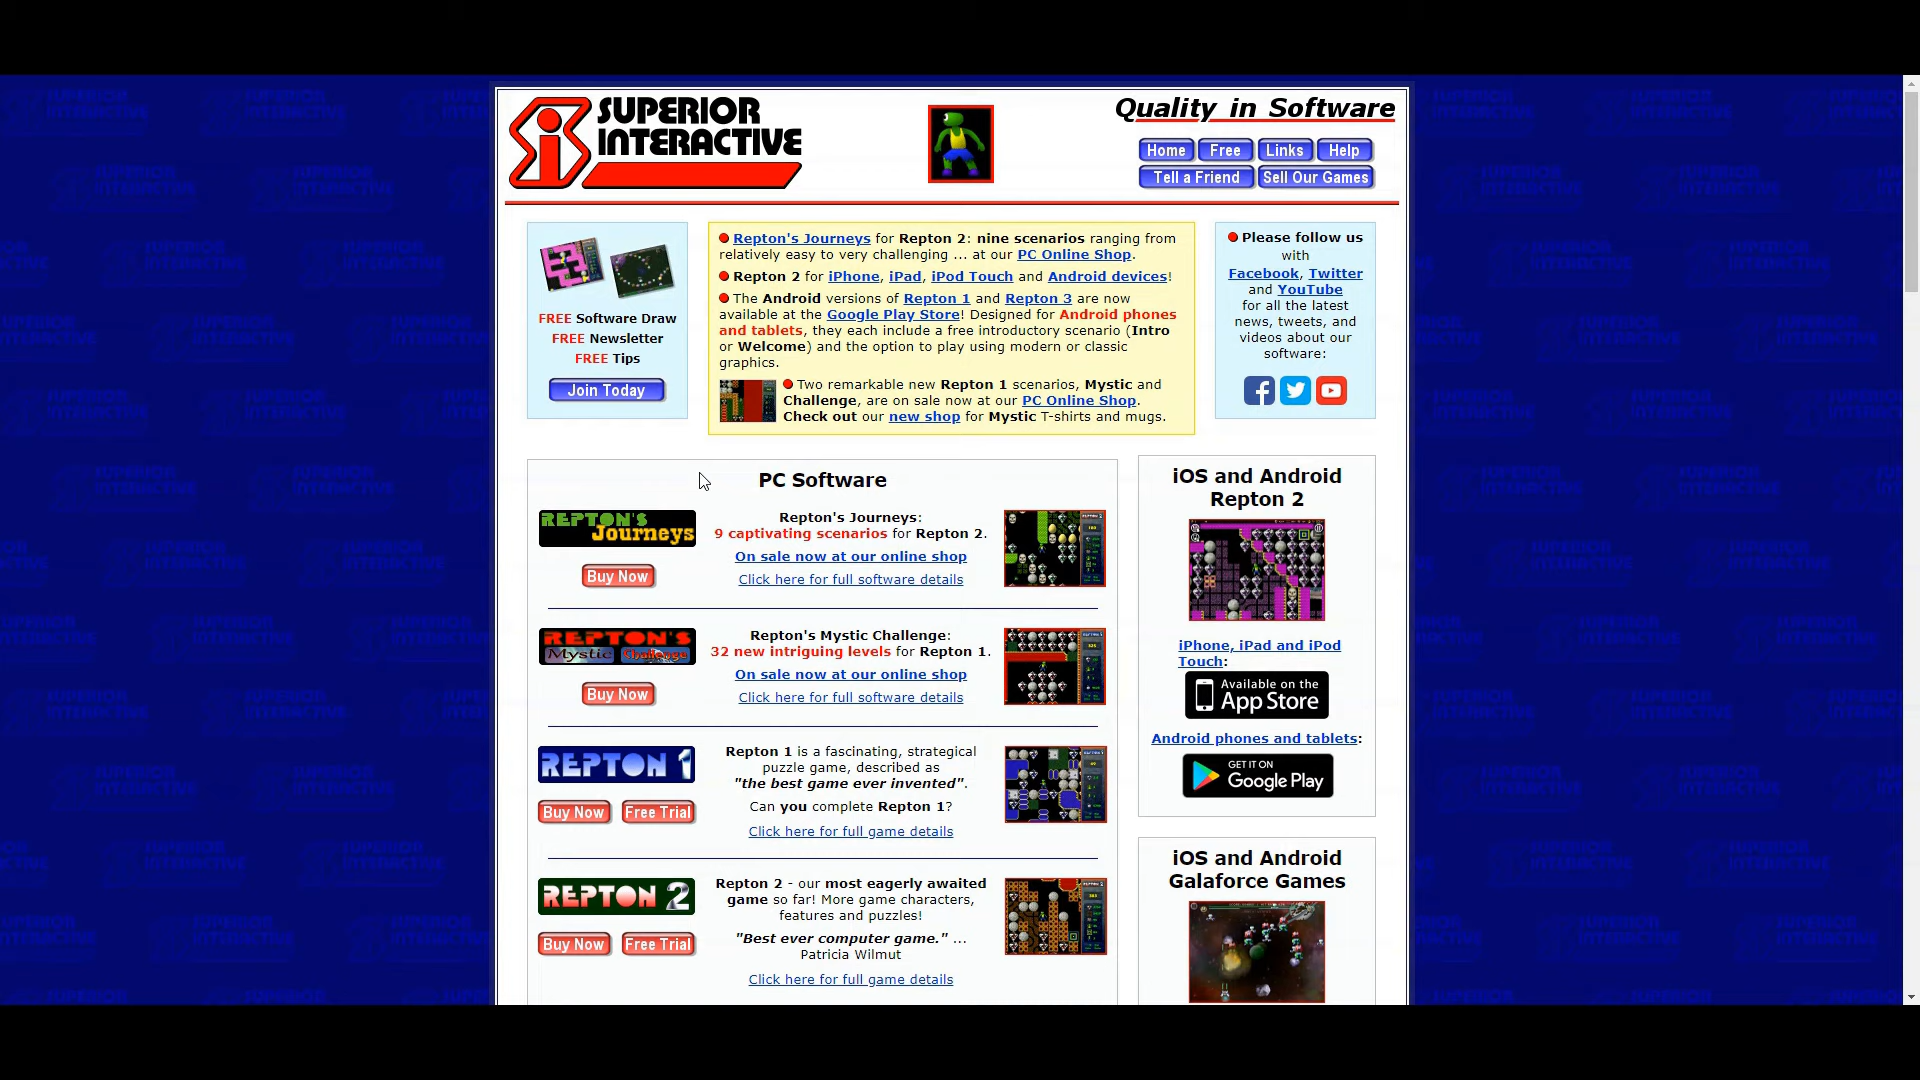 SUPERIOR
INTERACTIVE
Quality in Software
Home Free Links Help
Tell a Friend Sell Our Games
FREE Software Draw
FREE Newsletter
FREE Tips
Join Today
Repton's Journeys for Repton 2: nine scenarios ranging from
relatively easy to very challenging ... at our PC Online Shop.
Repton 2 for iPhone, iPad, iPod Touch and Android devices!
The Android versions of Repton 1 and Repton 3 are now
available at the Google Play Store! Designed for Android phones
and tablets, they each include a free introductory scenario (Intro
or Welcome) and the option to play using modern or classic
graphics.
Two remarkable new Repton 1 scenarios, Mystic and
Challenge, are on sale now at our PC Online Shop.
Check out our new shop for Mystic T-shirts and mugs.
Please follow us
with
Facebook, Twitter
and YouTube
for all the latest
news, tweets, and
videos about our
software:
PC Software
REPTON'S
Journeys
Buy Now
Repton's Journeys:
9 captivating scenarios for Repton 2.
On sale now at our online shop
Click here for full software details
REPTON'S
Mystic Challenge
Buy Now
Repton's Mystic Challenge:
32 new intriguing levels for Repton 1.
On sale now at our online shop
Click here for full software details
REPTON 1
Buy Now Free Trial
Repton 1 is a fascinating, strategical
puzzle game, described as
"the best game ever invented".
Can you complete Repton 1?
Click here for full game details
REPTON 2
Buy Now Free Trial
Repton 2 - our most eagerly awaited
game so far! More game characters,
features and puzzles!
"Best ever computer game." ...
Patricia Wilmut
Click here for full game details
iOS and Android
Repton 2
iPhone, iPad and iPod
Touch:
Available on the
App Store
Android phones and tablets:
GET IT ON
Google Play
iOS and Android
Galaforce Games